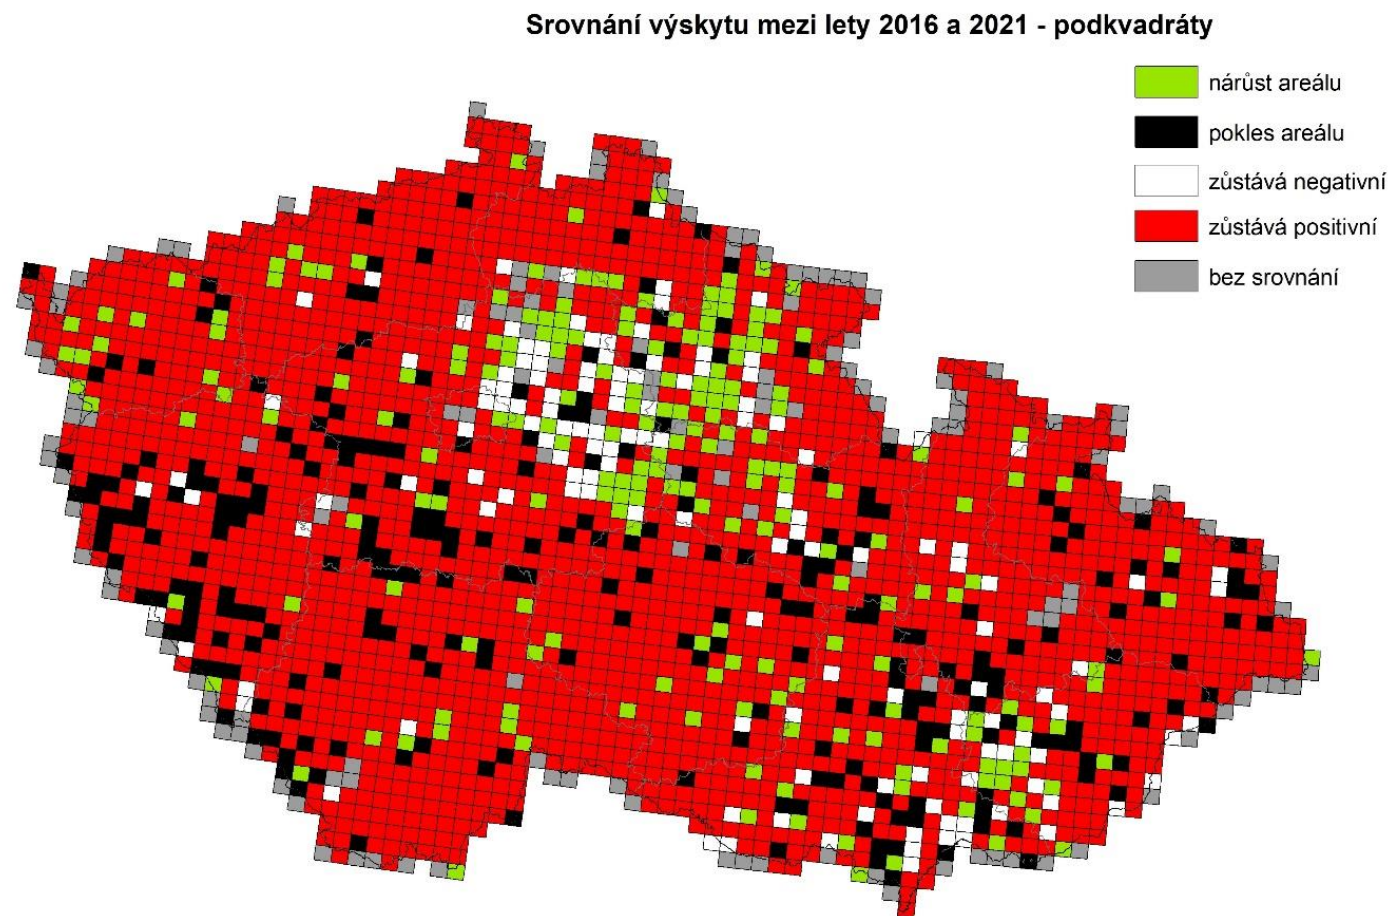 Srovnání výskytu mezi lety 2016 a 2021 - podkvadráty
nárůst areálu
pokles areálu
zůstává negativní
zůstává positivní
bez srovnání